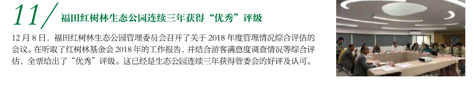 11/ 福田红树林生态公园连续三年获得“优秀”评级
12月8日，福田红树林生态公园管理委员会召开了关于2018年度管理情况综合评估的
会议。在听取了红树林基金会2018年的工作报告，并结合游客满意度调查情况等综合评
估，全票给出了“优秀”评级。这已经是生态公园连续三年获得管委会的好评及认可。